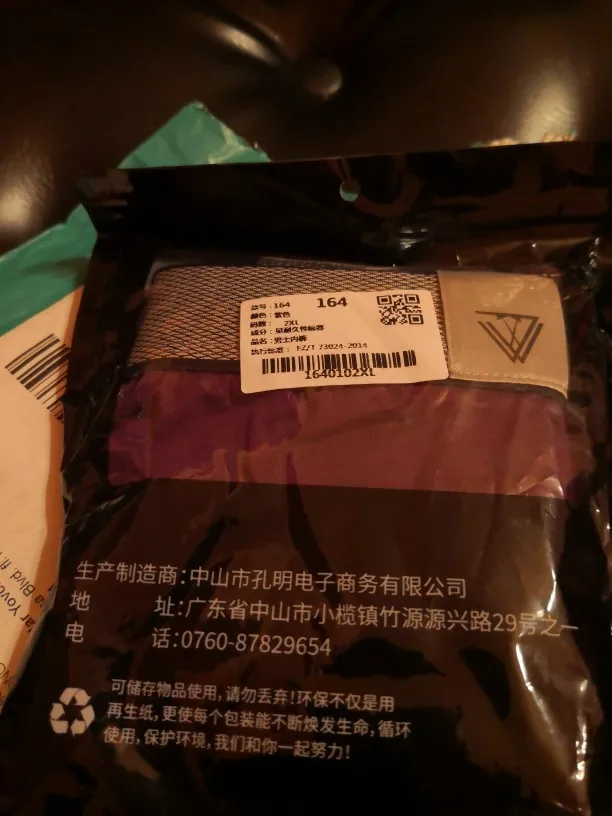 款号:164 164
颜色:紫色
码数: 2XL
成分:见耐久性标签
品名:男士内裤
执行标准: FZ/T 73024-2014
1640102XL
生产制造商:中山市孔明电子商务有限公司
地 址:广东省中山市小榄镇竹源源兴路29号之一
电 话:0760-87829654
可储存物品使用,请勿丢弃!环保不仅是用
再生纸,更使每个包装能不断焕发生命,循环
使用,保护环境,我们和你一起努力!
Blvd, fl.